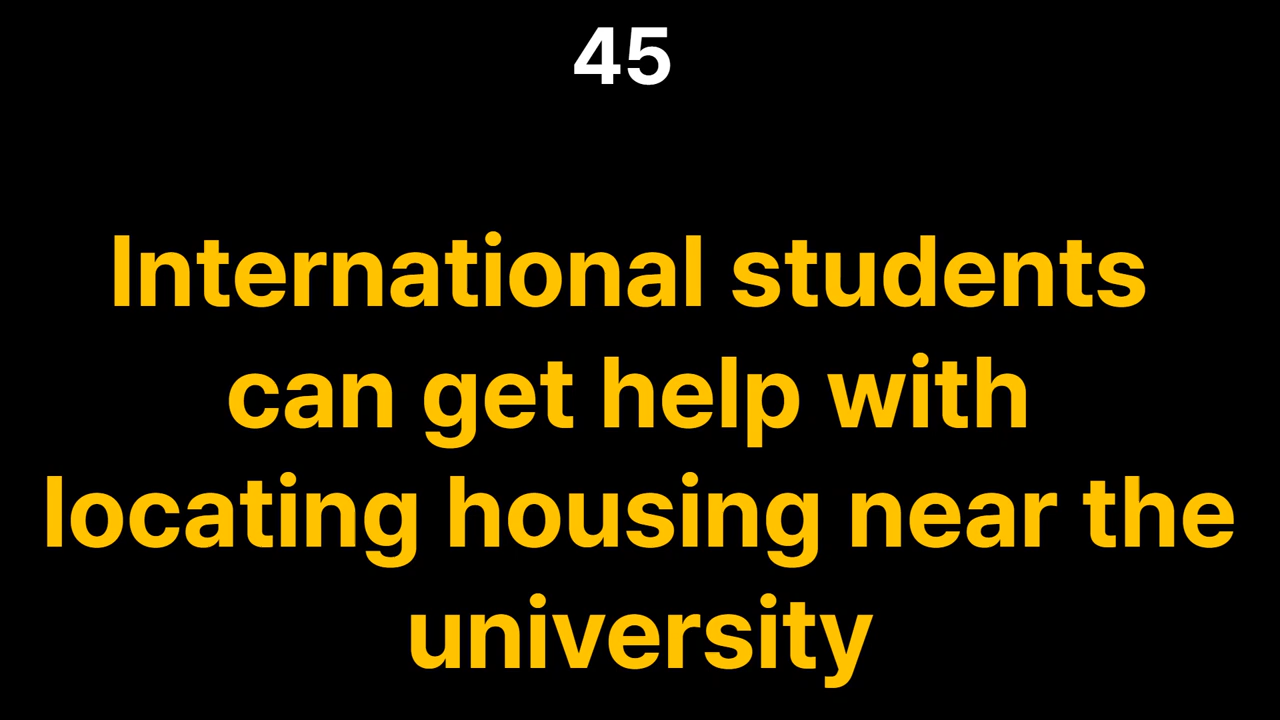 45
International students
can get help with
locating housing near the
university